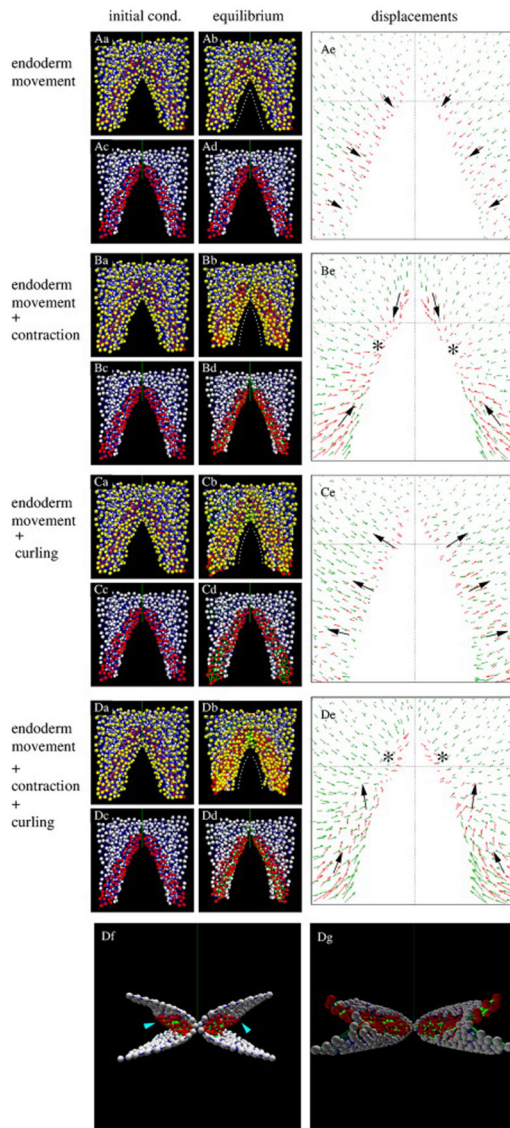 initial cond. equilibrium displacements
endoderm
movement
Aa Ab Ae
Ac Ad
endoderm
movement
+
contraction
Ba Bb Be
* *
Bc Bd
endoderm
movement
+
curling
Ca Cb Ce
Cc Cd
endoderm
movement
+
contraction
+
curling
Da Db De
* *
Dc Dd
Df Dg